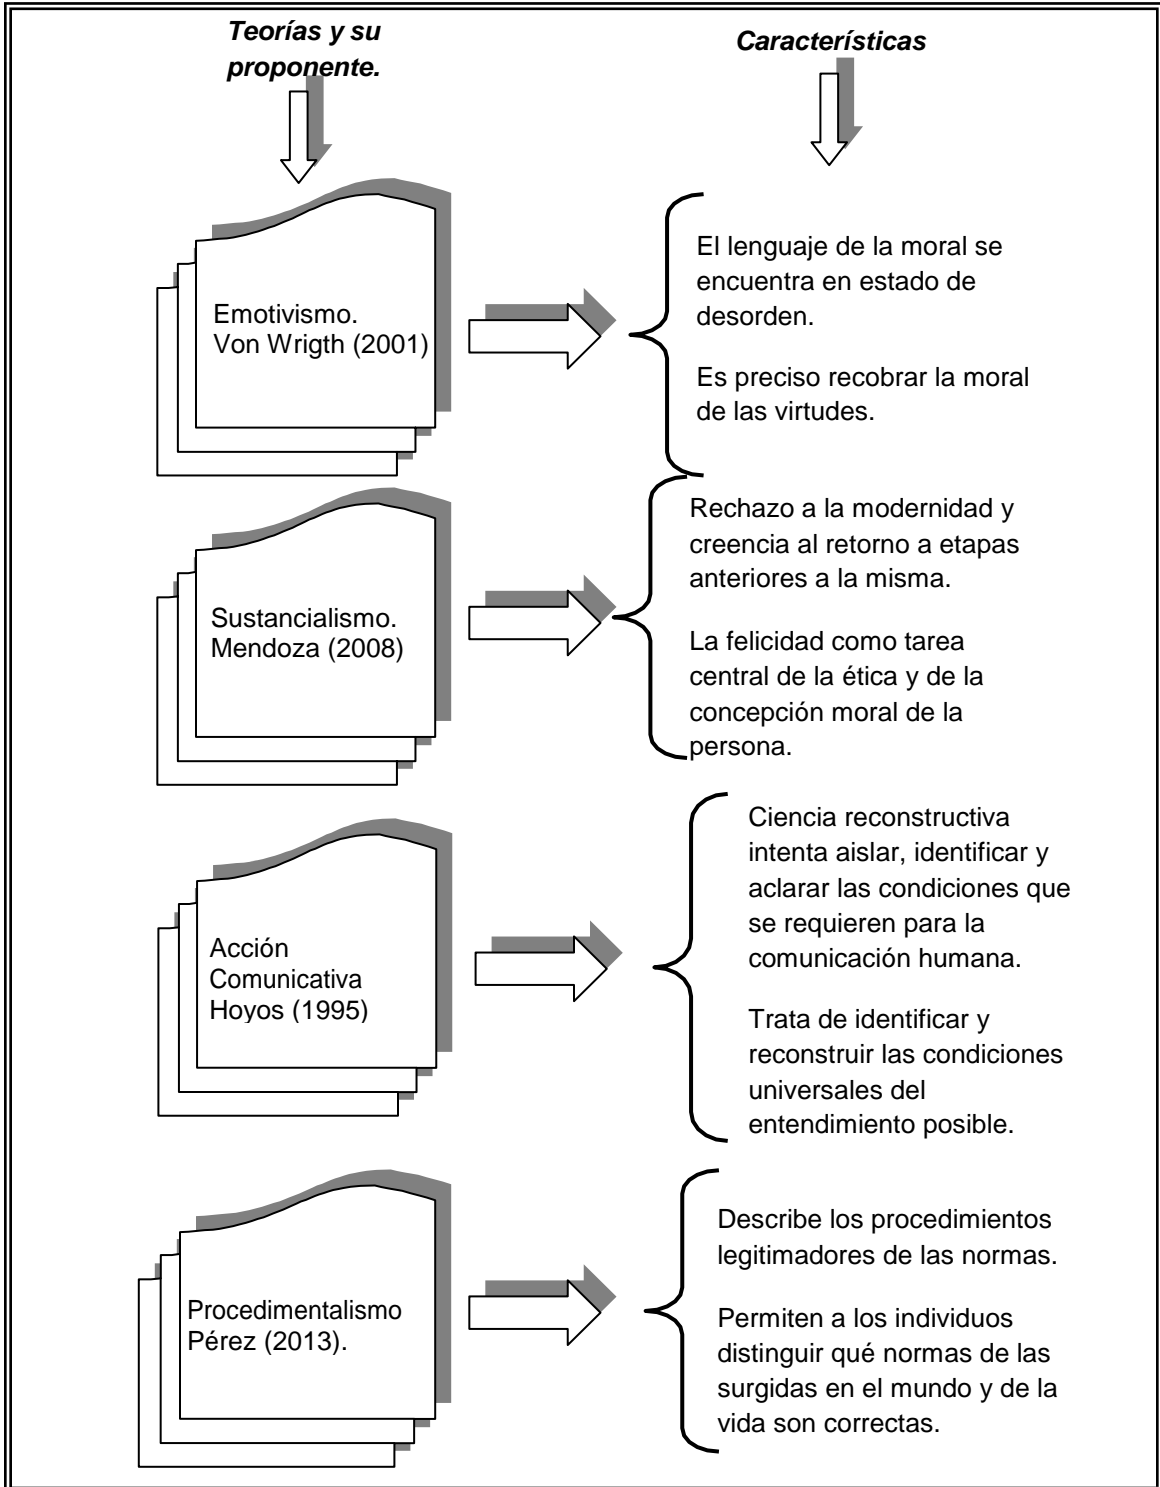 Teorías y su
proponente.
Características
Emotivismo.
Von Wrigth (2001)
El lenguaje de la moral se
encuentra en estado de
desorden.
Es preciso recobrar la moral
de las virtudes.
Sustancialismo.
Mendoza (2008)
Rechazo a la modernidad y
creencia al retorno a etapas
anteriores a la misma.
La felicidad como tarea
central de la ética y de la
concepción moral de la
persona.
Acción
Comunicativa
Hoyos (1995)
Ciencia reconstructiva
intenta aislar, identificar y
aclarar las condiciones que
se requieren para la
comunicación humana.
Trata de identificar y
reconstruir las condiciones
universales del
entendimiento posible.
Procedimentalismo
Pérez (2013).
Describe los procedimientos
legitimadores de las normas.
Permiten a los individuos
distinguir qué normas de las
surgidas en el mundo y de la
vida son correctas.